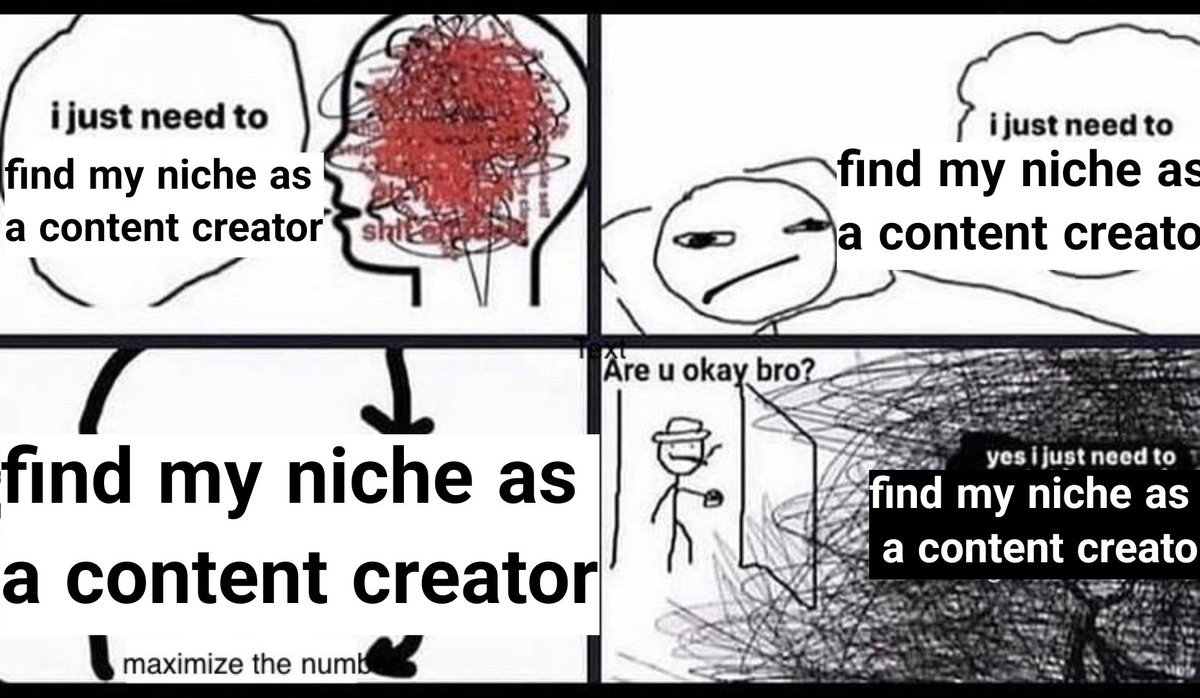 i just need to
find my niche as
a content creator
shit
i just need to
find my niche as
a content creato
find my niche as
a content creator
maximize the numb
Text
Are u okay bro?
yes i just need to
find my niche as
a content creato